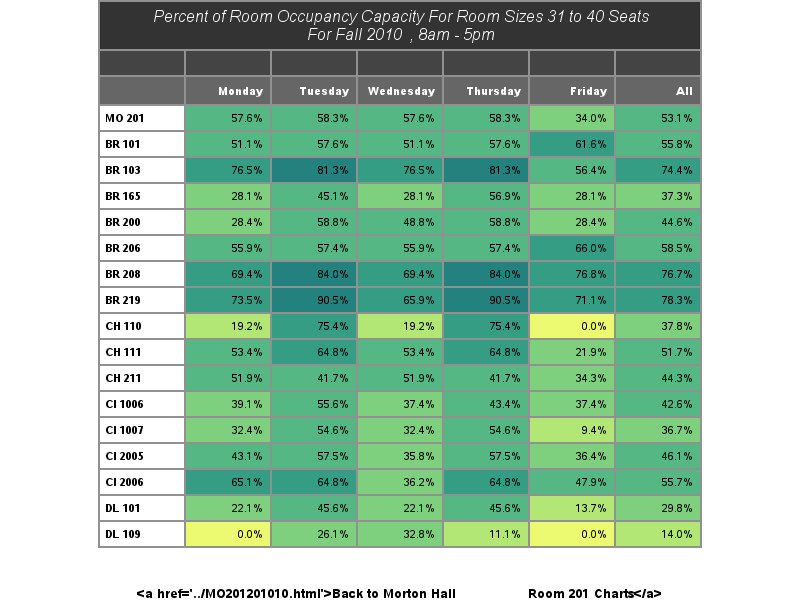 Percent of Room Occupancy Capacity For Room Sizes 31 to 40 Seats
For Fall 2010 , 8am - 5pm
Monday Tuesday Wednesday Thursday Friday All
MO 201 57.6% 58.3% 57.6% 58.3% 34.0% 53.1%
BR 101 51.1% 57.6% 51.1% 57.6% 61.6% 55.8%
BR 103 76.5% 81.3% 76.5% 81.3% 56.4% 74.4%
BR 165 28.1% 45.1% 28.1% 56.9% 28.1% 37.3%
BR 200 28.4% 58.8% 48.8% 58.8% 28.4% 44.6%
BR 206 55.9% 57.4% 55.9% 57.4% 66.0% 58.5%
BR 208 69.4% 84.0% 69.4% 84.0% 76.8% 76.7%
BR 219 73.5% 90.5% 65.9% 90.5% 71.1% 78.3%
CH 110 19.2% 75.4% 19.2% 75.4% 0.0% 37.8%
CH 111 53.4% 64.8% 53.4% 64.8% 21.9% 51.7%
CH 211 51.9% 41.7% 51.9% 41.7% 34.3% 44.3%
CI 1006 39.1% 55.6% 37.4% 43.4% 37.4% 42.6%
CI 1007 32.4% 54.6% 32.4% 54.6% 9.4% 36.7%
CI 2005 43.1% 57.5% 35.8% 57.5% 36.4% 46.1%
CI 2006 65.1% 64.8% 36.2% 64.8% 47.9% 55.7%
DL 101 22.1% 45.6% 22.1% 45.6% 13.7% 29.8%
DL 109 0.0% 26.1% 32.8% 11.1% 0.0% 14.0%
<a href='../MO201201010.html'>Back to Morton Hall Room 201 Charts</a>